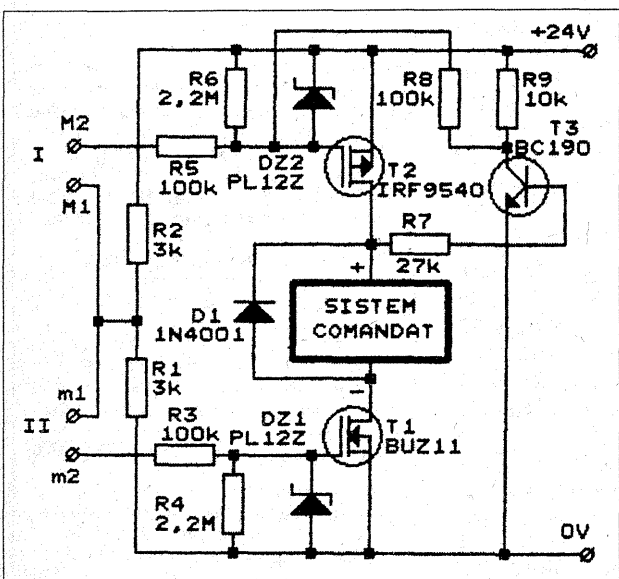 +24V
R6
2,2M
R8
100k
R9
10k
T3
BC190
M2
I
R5
100k
DZ2
PL12Z
T2
IRF9540
M1
R2
3k
R7
27k
+
SISTEM
COMANDAT
D1
1N4001
-
R1
3k
m1
II
R3
100k
DZ1
PL12Z
T1
BUZ11
m2
R4
2,2M
0V